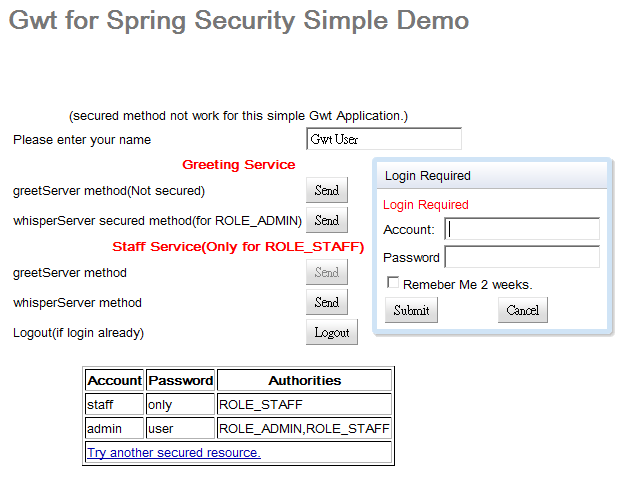 Gwt for Spring Security Simple Demo
(secured method not work for this simple Gwt Application.)
Please enter your name Gwt User
Greeting Service
greetServer method(Not secured) Send
whisperServer secured method(for ROLE_ADMIN) Send
Staff Service(Only for ROLE_STAFF)
greetServer method Send
whisperServer method Send
Logout(if login already) Logout
Login Required
Login Required
Account:
Password
Remeber Me 2 weeks.
Submit Cancel
Account Password Authorities
staff only ROLE_STAFF
admin user ROLE_ADMIN,ROLE_STAFF
Try another secured resource.